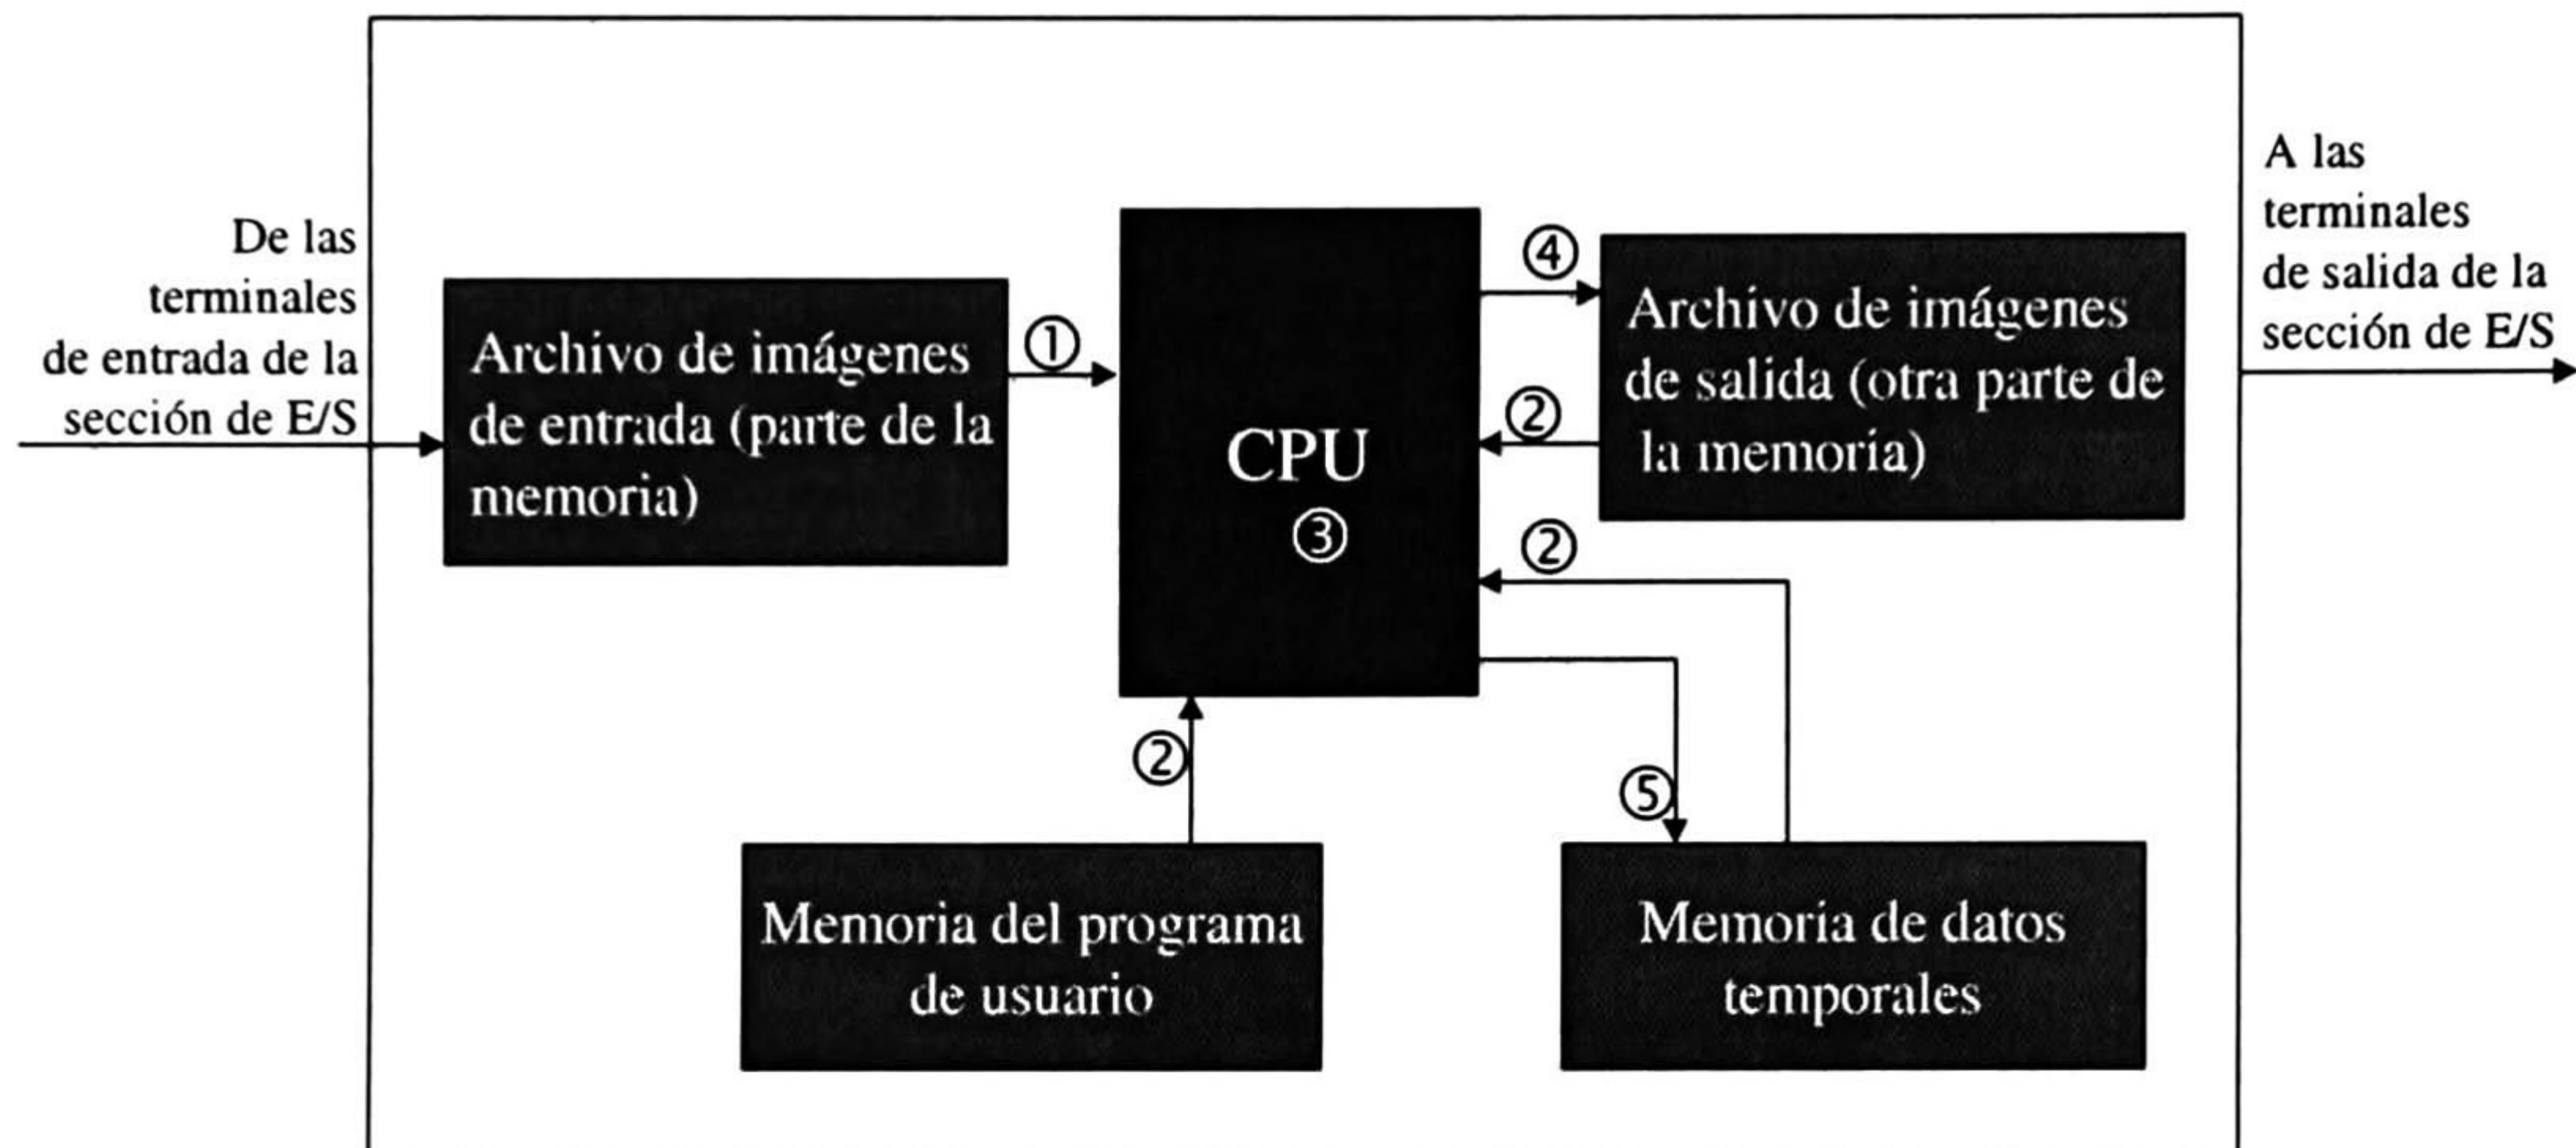 De las
terminales
de entrada de la
sección de E/S
Archivo de imágenes
de entrada (parte de la
memoria)
①
CPU
③
④
②
②
②
⑤
Archivo de imágenes
de salida (otra parte de
la memoria)
A las
terminales
de salida de la
sección de E/S
Memoria del programa
de usuario
Memoria de datos
temporales